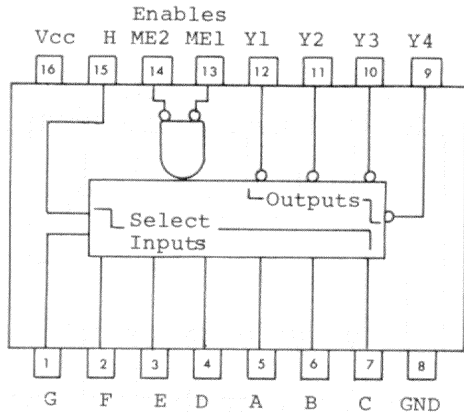 Enables
Vcc H ME2 ME1 Y1 Y2 Y3 Y4
16 15 14 13 12 11 10 9
Outputs
Select
Inputs
1 2 3 4 5 6 7 8
G F E D A B C GND